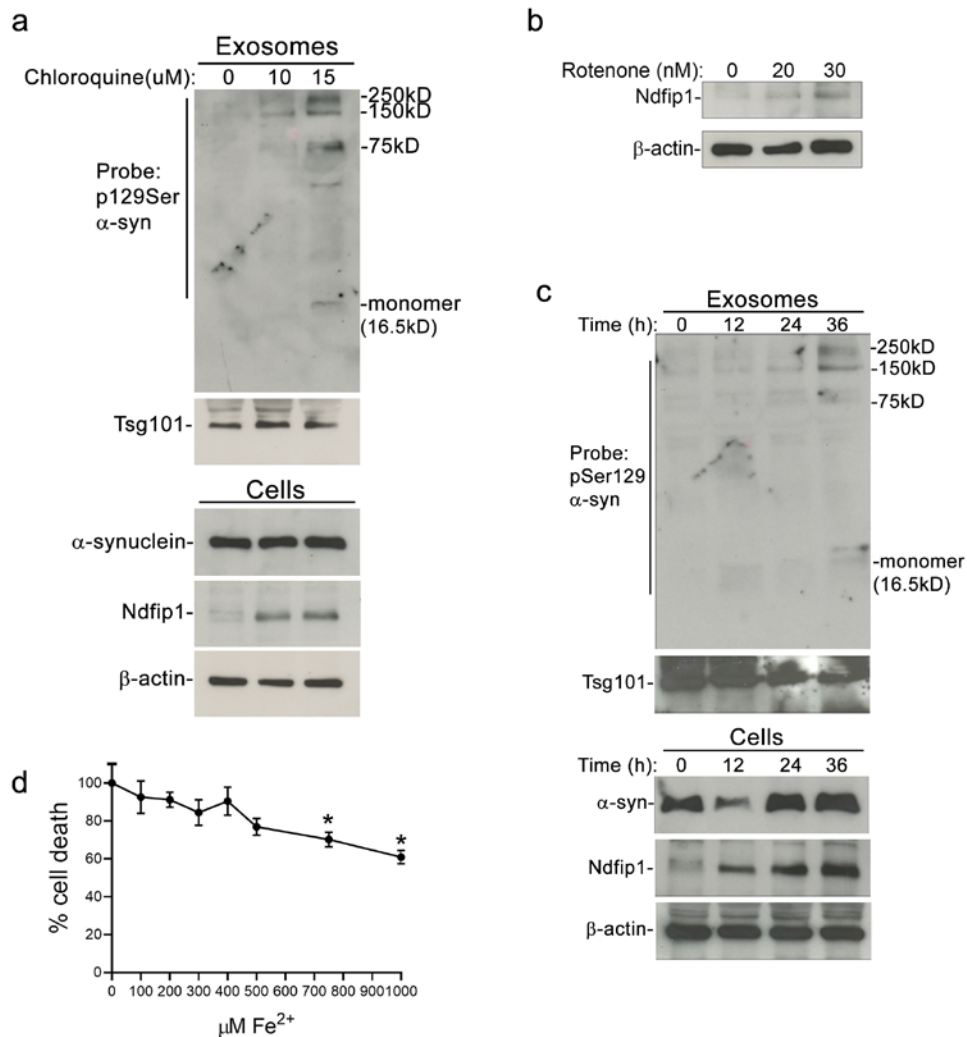 a
Exosomes
Chloroquine(uM): 0 10 15
-250kD
-150kD
-75kD
Probe:
p129Ser
α-syn
-monomer
(16.5kD)
Tsg101-
Cells
α-synuclein-
Ndfip1-
β-actin-
b
Rotenone (nM): 0 20 30
Ndfip1-
β-actin-
c
Exosomes
Time (h): 0 12 24 36
-250kD
-150kD
-75kD
Probe:
pSer129
α-syn
-monomer
(16.5kD)
Tsg101-
Cells
Time (h): 0 12 24 36
α-syn-
Ndfip1-
β-actin-
d
% cell death
100
80
60
40
20
0
* *
0 100 200 300 400 500 600 700 800 900 1000
μM Fe²⁺